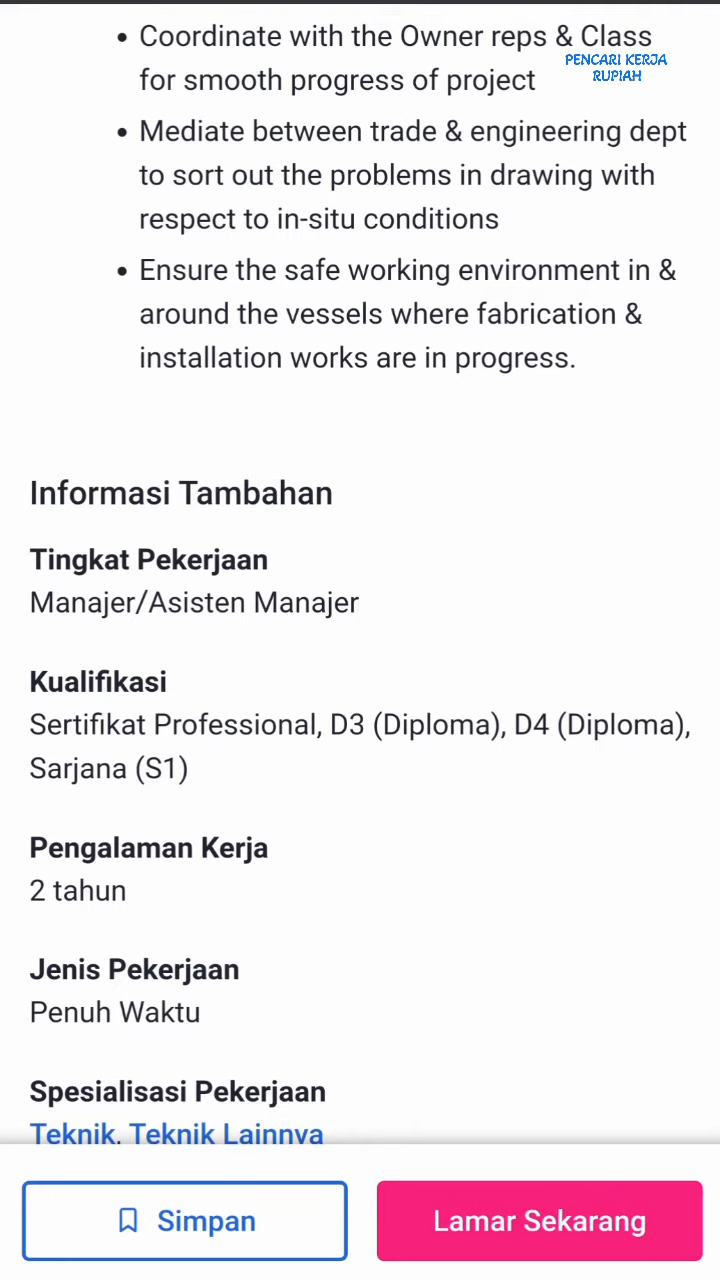 • Coordinate with the Owner reps & Class
for smooth progress of project
PENCARI KERJA
RUPIAH
• Mediate between trade & engineering dept
to sort out the problems in drawing with
respect to in-situ conditions
• Ensure the safe working environment in &
around the vessels where fabrication &
installation works are in progress.
Informasi Tambahan
Tingkat Pekerjaan
Manajer/Asisten Manajer
Kualifikasi
Sertifikat Professional, D3 (Diploma), D4 (Diploma),
Sarjana (S1)
Pengalaman Kerja
2 tahun
Jenis Pekerjaan
Penuh Waktu
Spesialisasi Pekerjaan
Teknik, Teknik Lainnya
Simpan
Lamar Sekarang